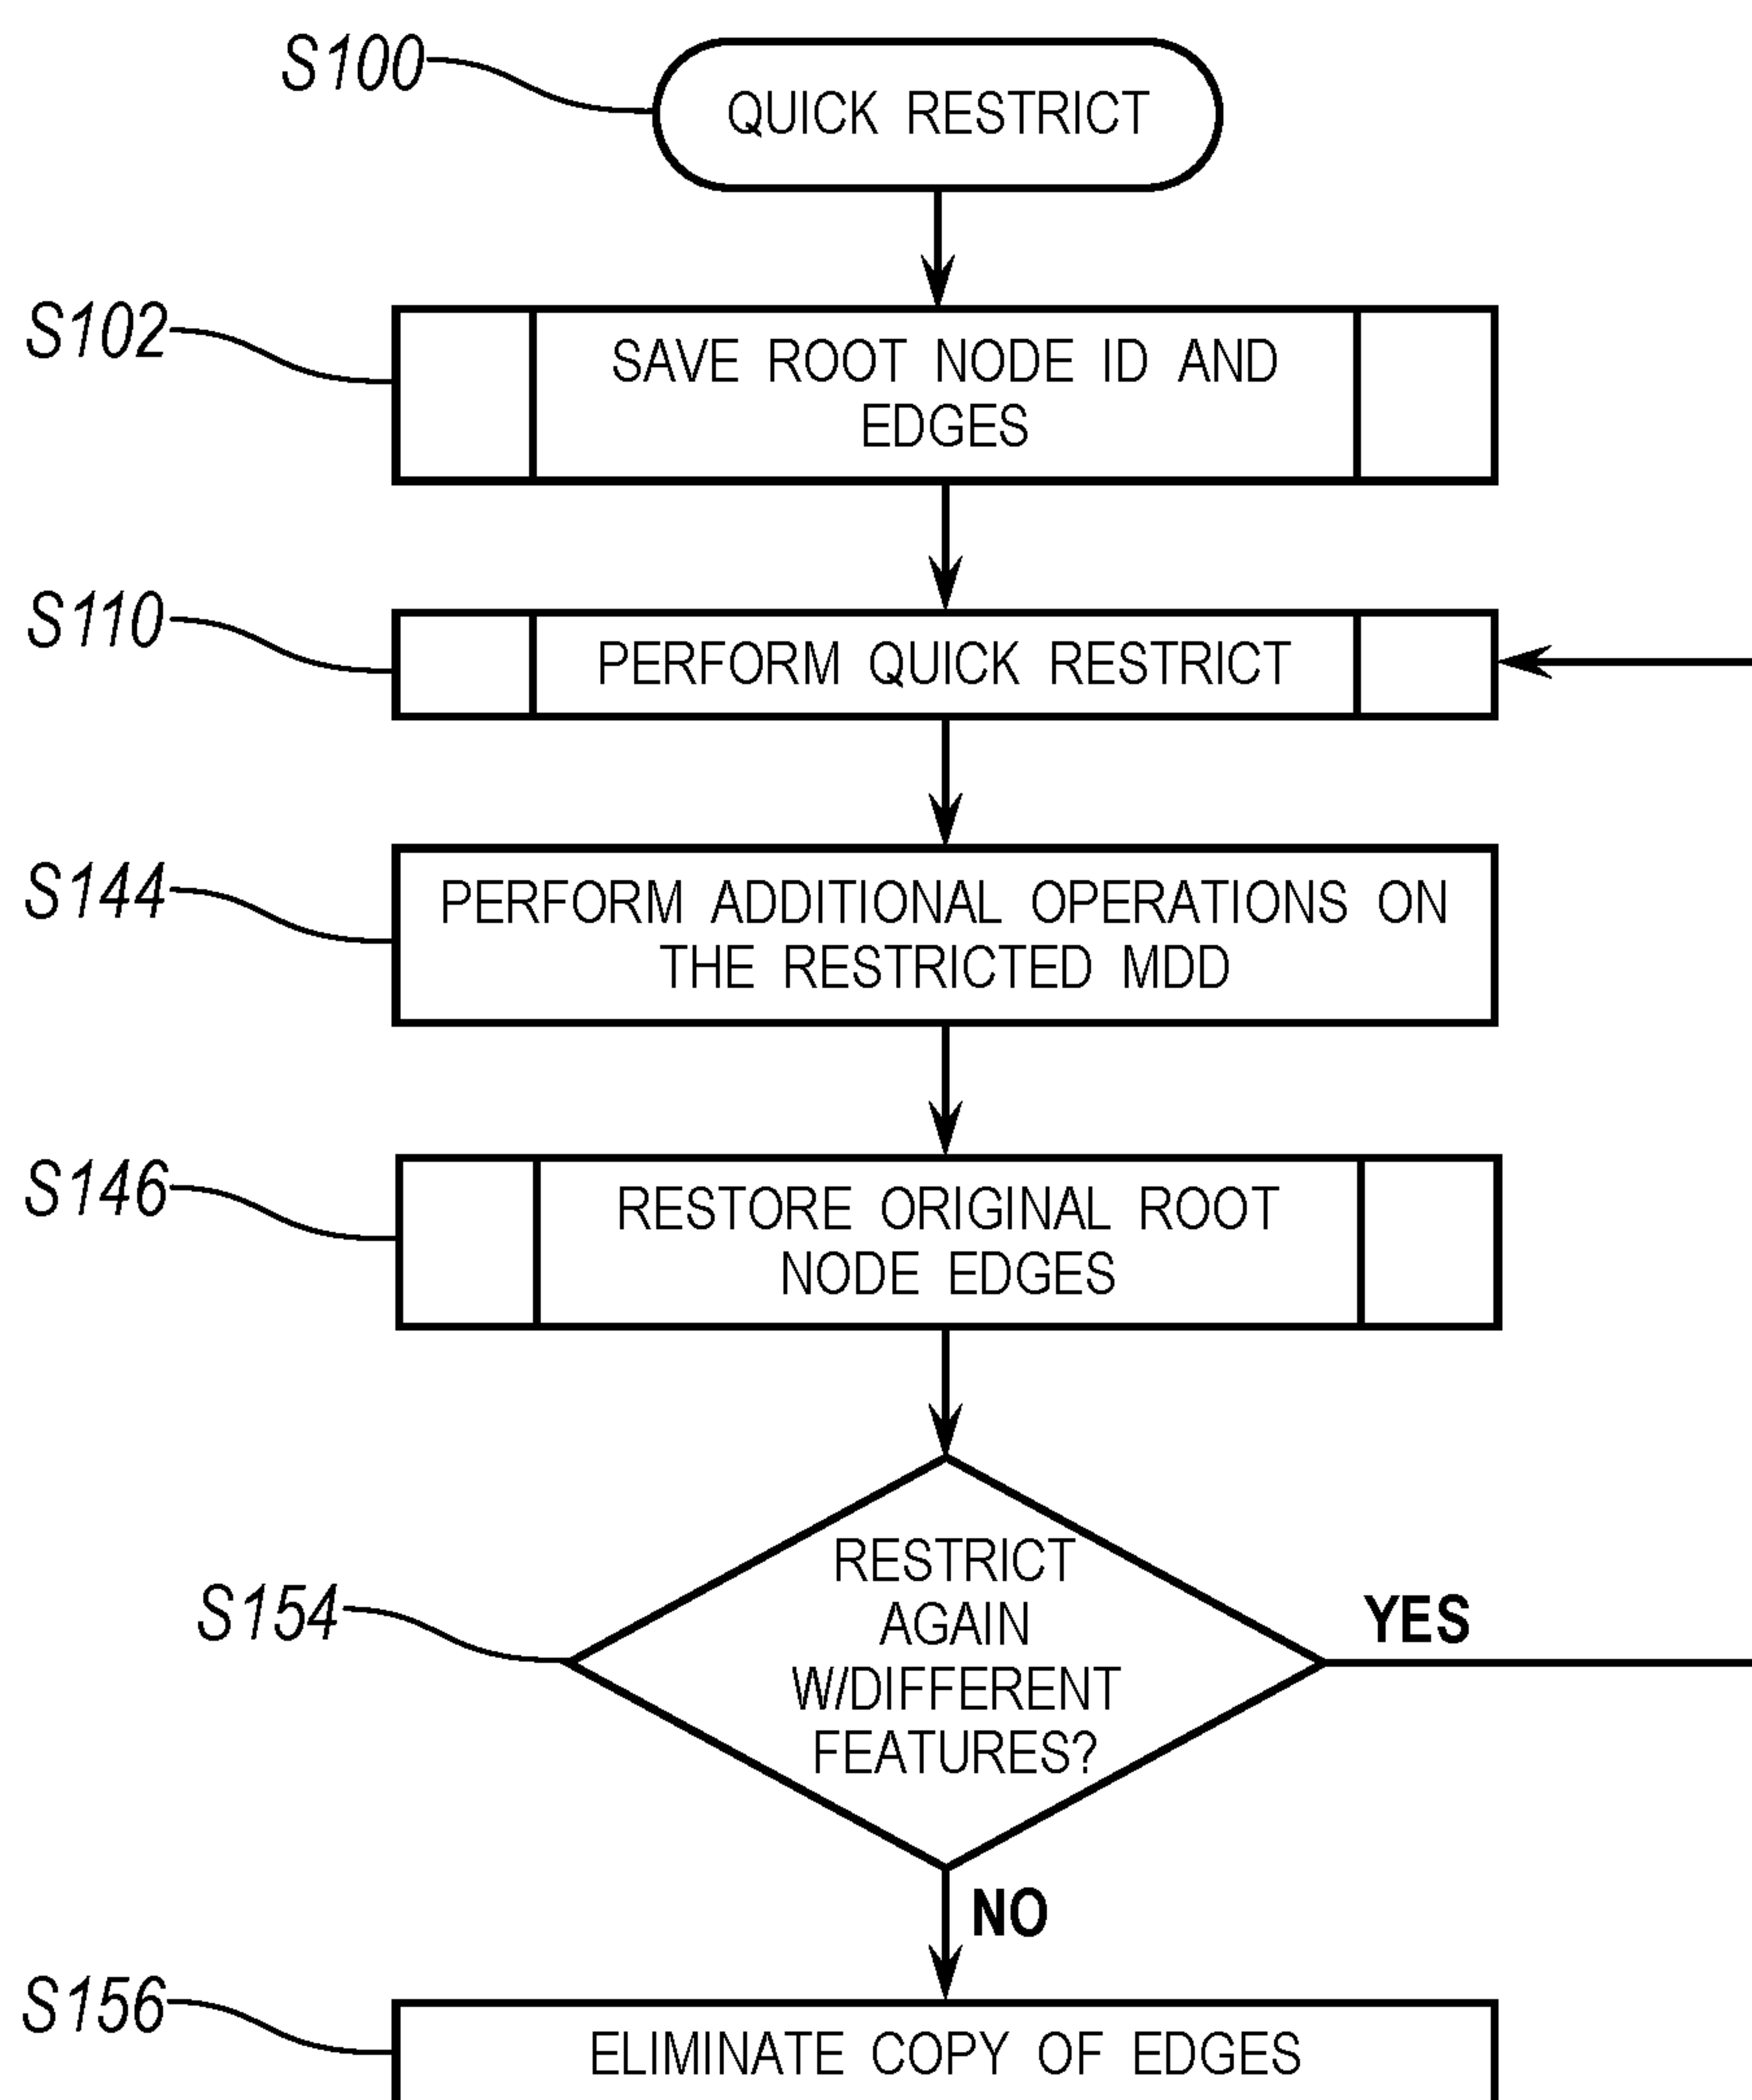 S100
QUICK RESTRICT
S102
SAVE ROOT NODE ID AND
EDGES
S110
PERFORM QUICK RESTRICT
S144
PERFORM ADDITIONAL OPERATIONS ON
THE RESTRICTED MDD
S146
RESTORE ORIGINAL ROOT
NODE EDGES
S154
RESTRICT
AGAIN
W/DIFFERENT
FEATURES?
YES
NO
S156
ELIMINATE COPY OF EDGES